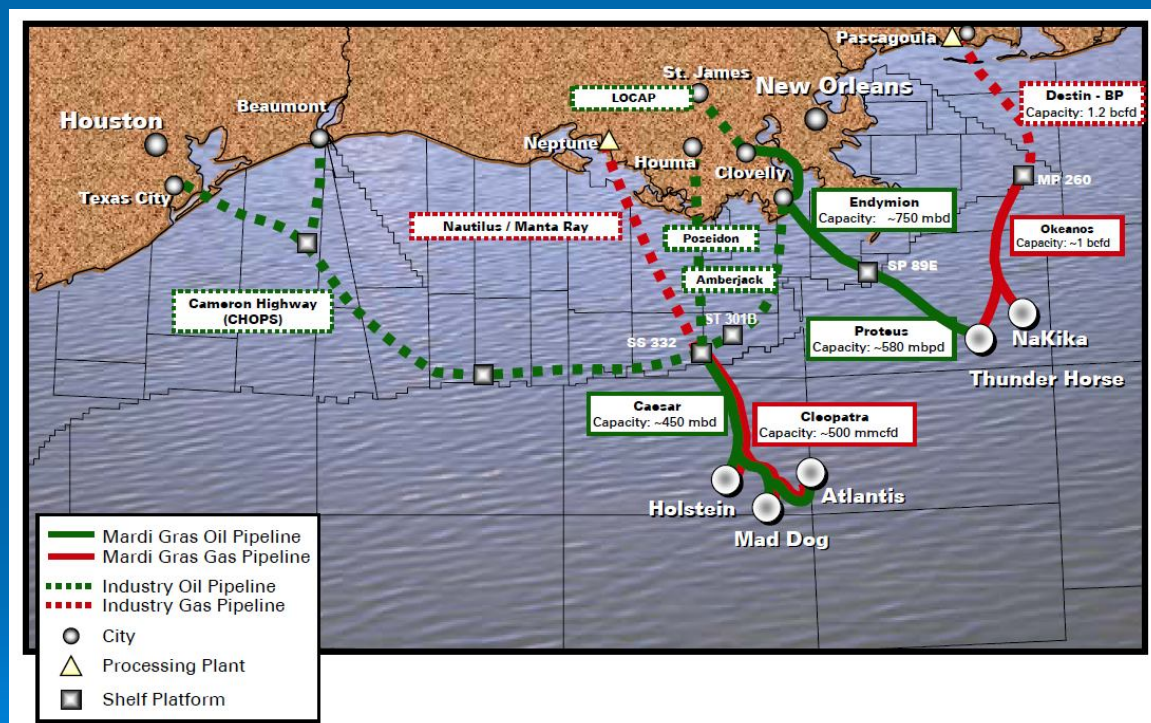 Pascagoula
St. James
New Orleans
LOCAP
Destin - BP
Capacity: 1.2 bcfd
Beaumont
Houston
Neptune
Houma
Clovelly
MP 260
Texas City
Endymion
Capacity: ~750 mbd
Nautilus / Manta Ray
Poseidon
Okeanos
Capacity: ~1 bcfd
SP 89E
Amberjack
Cameron Highway
(CHOPS)
ST 301B
SS 332
Proteus
Capacity: ~580 mbpd
NaKika
Thunder Horse
Caesar
Capacity: ~450 mbd
Cleopatra
Capacity: ~500 mmcfd
Holstein
Atlantis
Mad Dog
Mardi Gras Oil Pipeline
Mardi Gras Gas Pipeline
Industry Oil Pipeline
Industry Gas Pipeline
City
Processing Plant
Shelf Platform